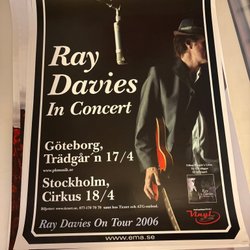 Ray
Davies
In Concert
Göteborg,
Trädgår´n 17/4
Stockholm,
Cirkus 18/4
Ray Davies On Tour 2006
Vinyl
www.ema.se